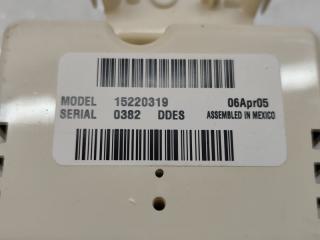 MODEL 15220319 06Apr05
SERIAL 0382 DDES ASSEMBLED IN MEXICO